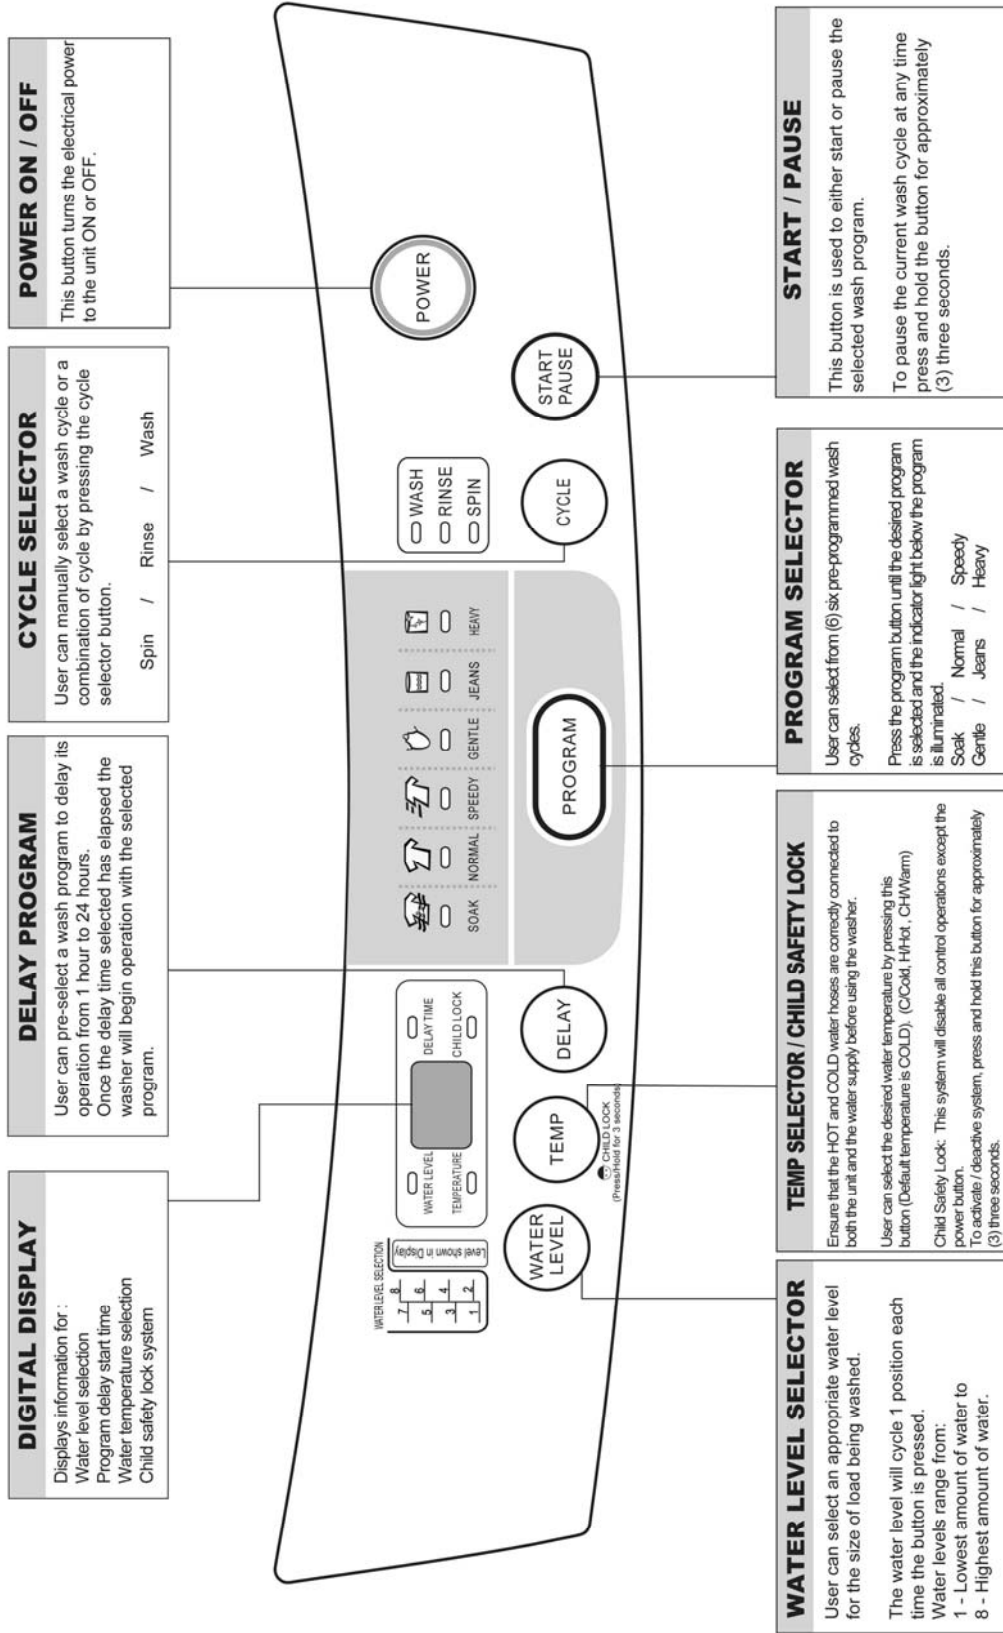 DIGITAL DISPLAY
Displays information for :
Water level selection
Program delay start time
Water temperature selection
Child safety lock system
DELAY PROGRAM
User can pre-select a wash program to delay its
operation from 1 hour to 24 hours.
Once the delay time selected has elapsed the
washer will begin operation with the selected
program.
CYCLE SELECTOR
User can manually select a wash cycle or a
combination of cycle by pressing the cycle
selector button.
Spin / Rinse / Wash
POWER ON / OFF
This button turns the electrical power
to the unit ON or OFF.
WATER LEVEL SELECTION
7 8
5 6
3 4
1 2
Level shown in Display
WATER LEVEL
TEMPERATURE
DELAY TIME
CHILD LOCK
SOAK
NORMAL
SPEEDY
GENTLE
JEANS
HEAVY
WASH
RINSE
SPIN
POWER
WATER
LEVEL
TEMP
CHILD LOCK
(Press/Hold for 3 seconds)
DELAY
PROGRAM
CYCLE
START
PAUSE
WATER LEVEL SELECTOR
User can select an appropriate water level
for the size of load being washed.
The water level will cycle 1 position each
time the button is pressed.
Water levels range from:
1 - Lowest amount of water to
8 - Highest amount of water.
TEMP SELECTOR / CHILD SAFETY LOCK
Ensure that the HOT and COLD water hoses are correctly connected to
both the unit and the water supply before using the washer.
User can select the desired water temperature by pressing this
button (Default temperature is COLD). (C/Cold, H/Hot , CH/Warm)
Child Safety Lock: This system will disable all control operations except the
power button.
To activate / deactive system, press and hold this button for approximately
(3) three seconds.
PROGRAM SELECTOR
User can select from (6) six pre-programmed wash
cycles.
Press the program button until the desired program
is selected and the indicator light below the program
is illuminated.
Soak / Normal / Speedy
Gentle / Jeans / Heavy
START / PAUSE
This button is used to either start or pause the
selected wash program.
To pause the current wash cycle at any time
press and hold the button for approximately
(3) three seconds.